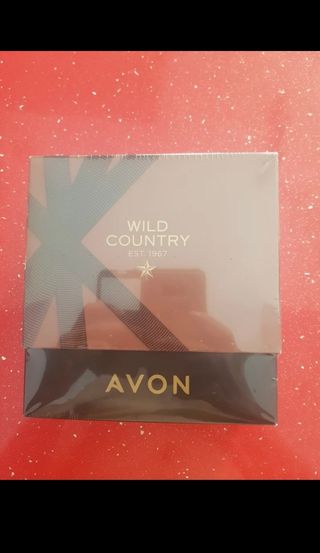 WILD
COUNTRY
EST. 1967
AVON